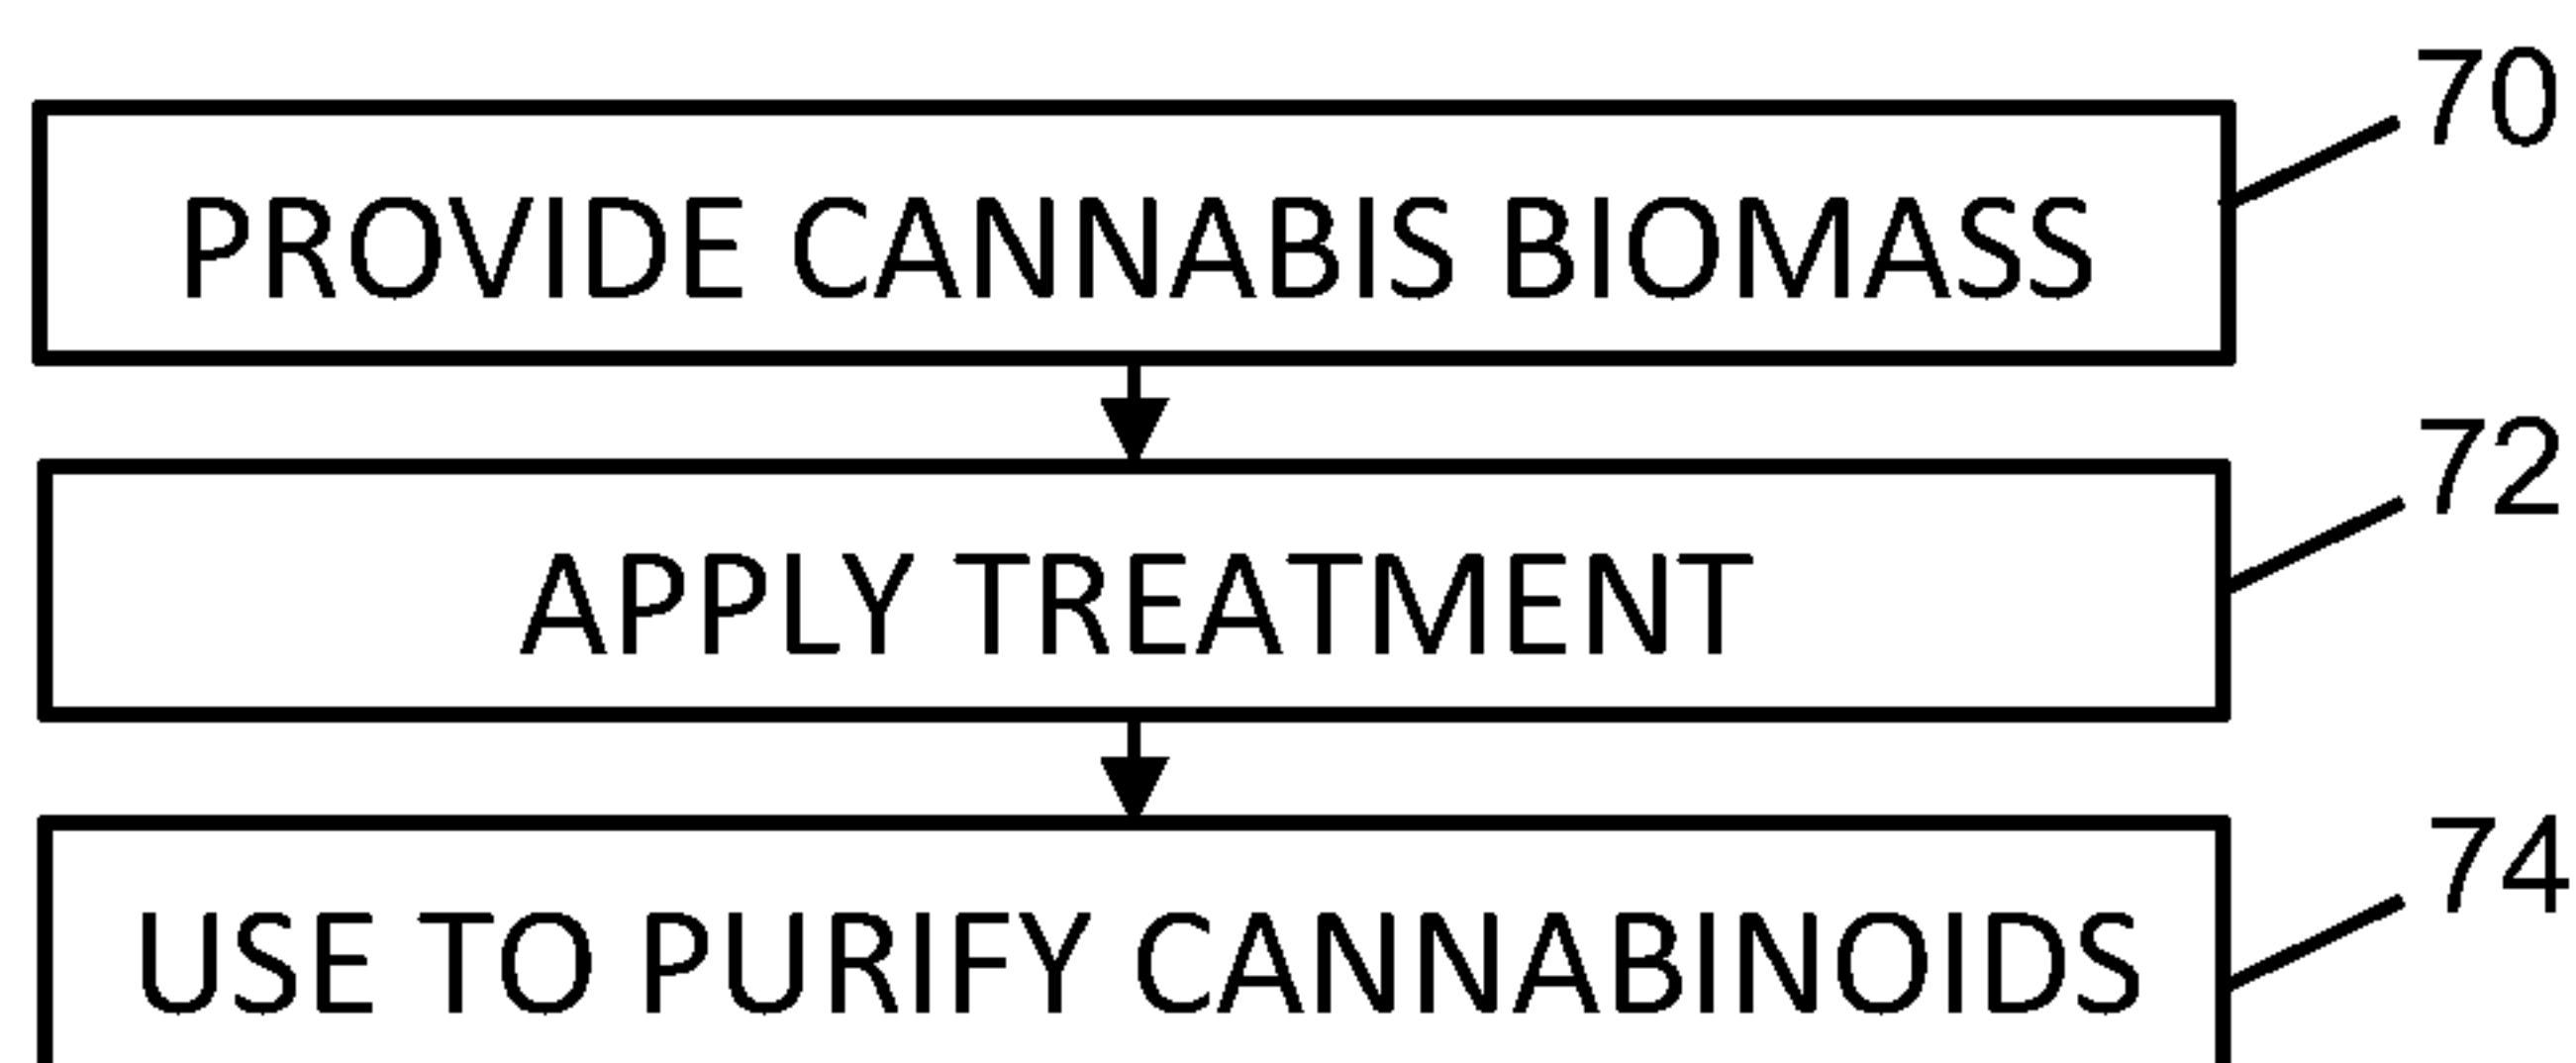 70
PROVIDE CANNABIS BIOMASS
72
APPLY TREATMENT
74
USE TO PURIFY CANNABINOIDS